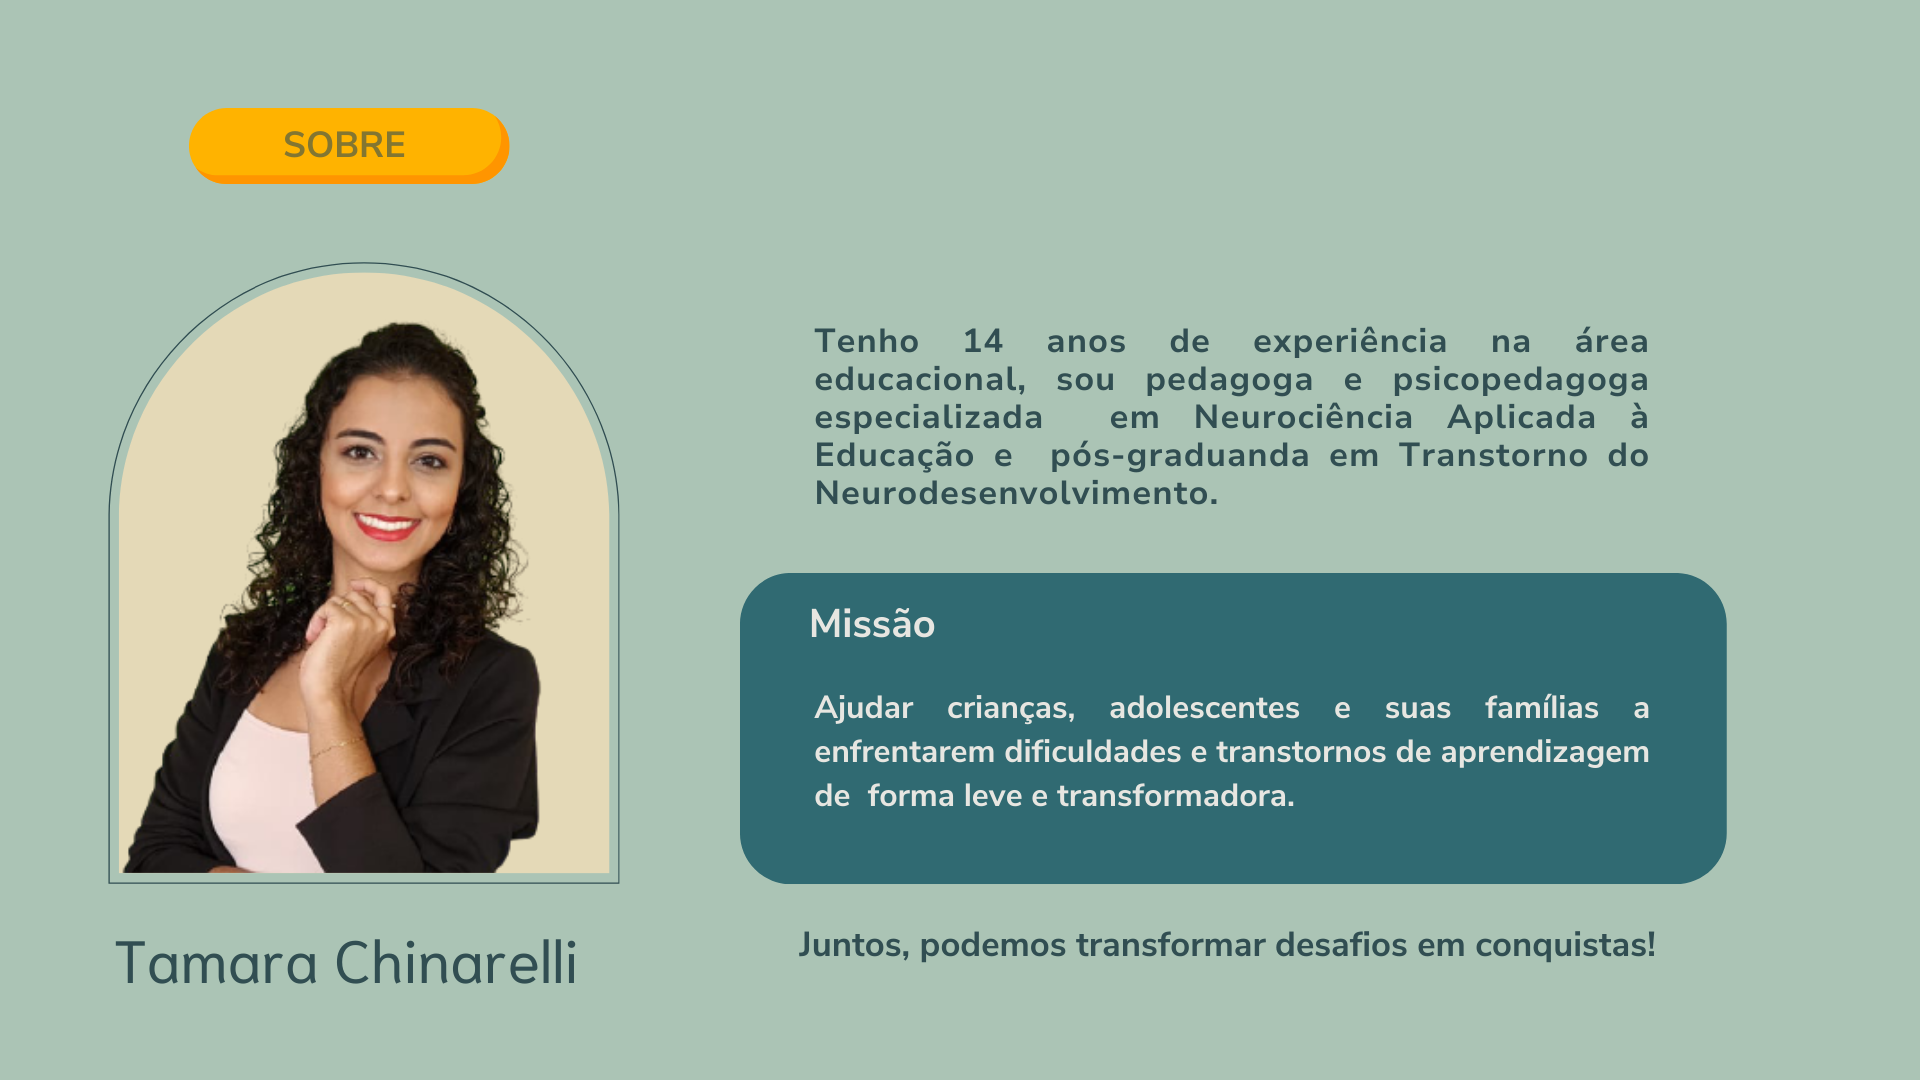 SOBRE
Tenho 14 anos de experiência na área
educacional, sou pedagoga e psicopedagoga
especializada em Neurociência Aplicada à
Educação e pós-graduanda em Transtorno do
Neurodesenvolvimento.
Missão
Ajudar crianças, adolescentes e suas famílias a
enfrentarem dificuldades e transtornos de aprendizagem
de forma leve e transformadora.
Juntos, podemos transformar desafios em conquistas!
Tamara Chinarelli